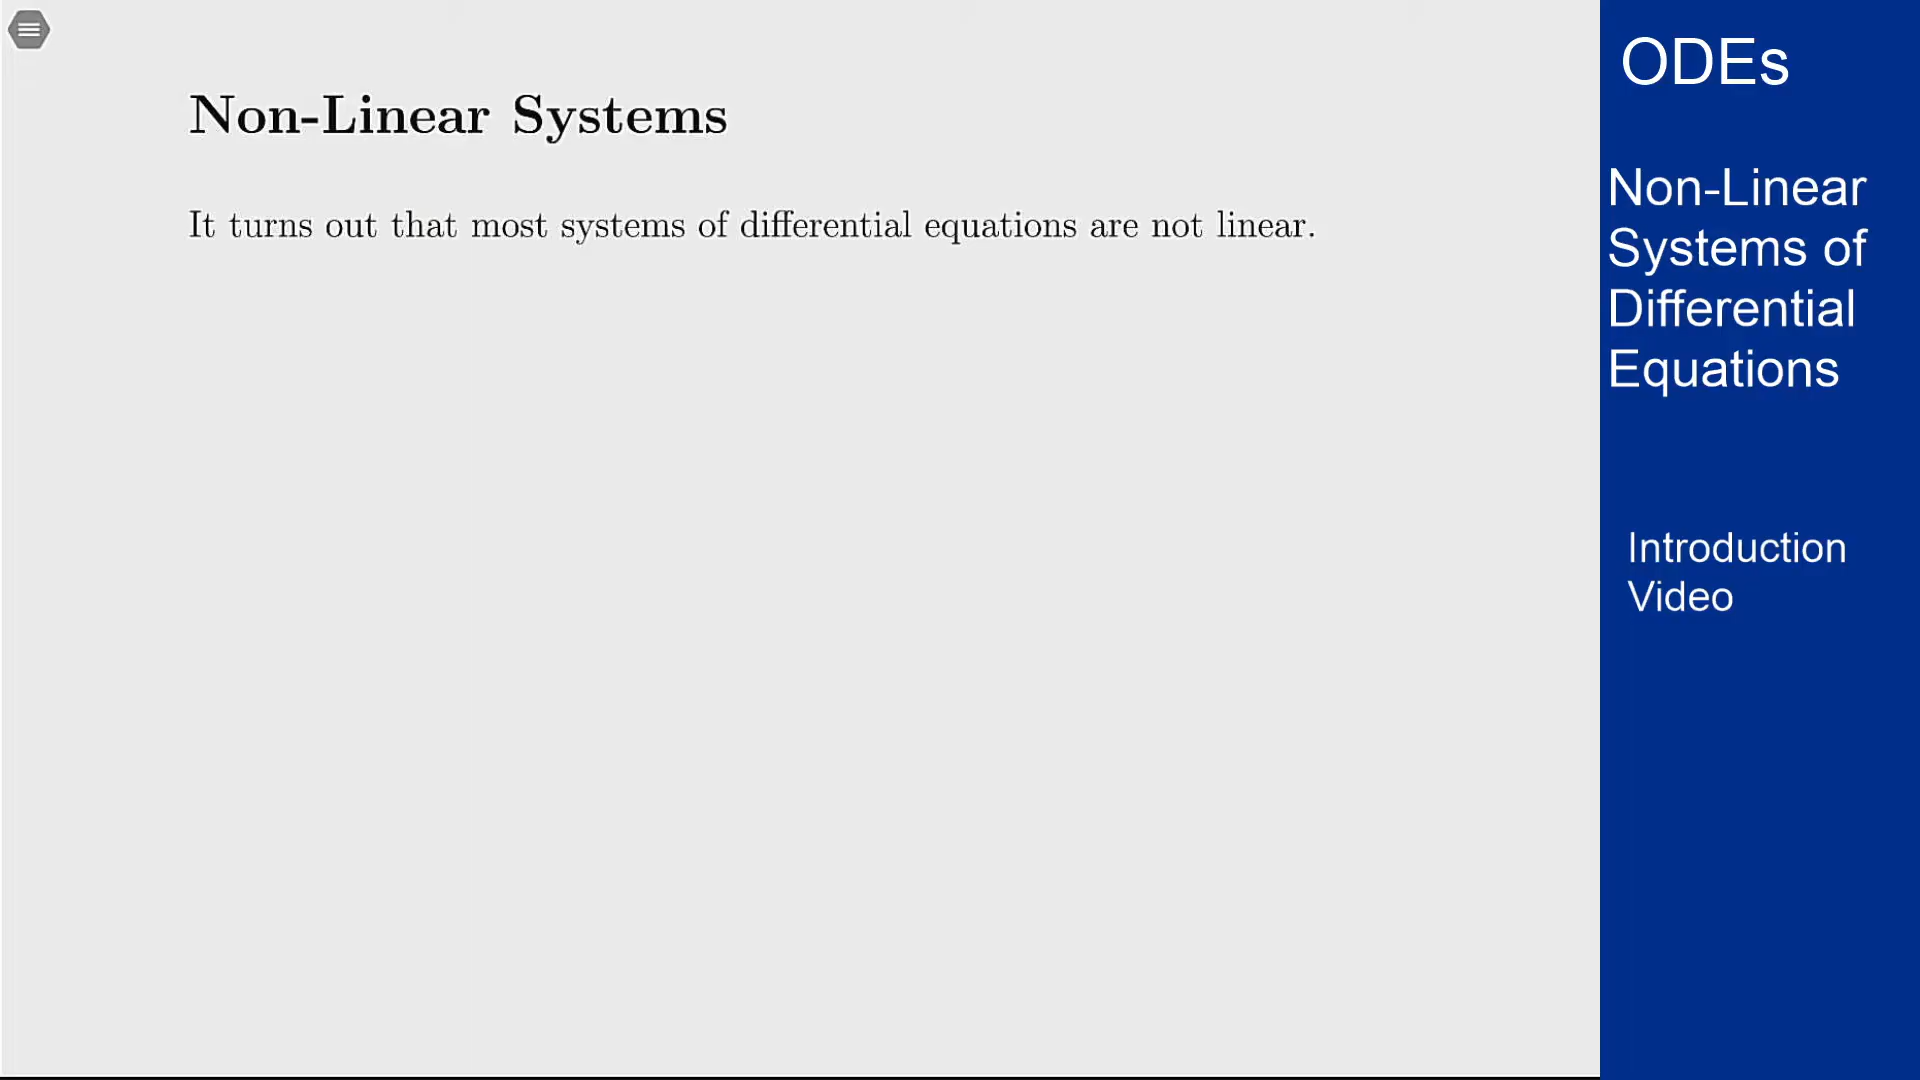 Non-Linear Systems
It turns out that most systems of differential equations are not linear.
ODEs
Non-Linear
Systems of
Differential
Equations
Introduction
Video